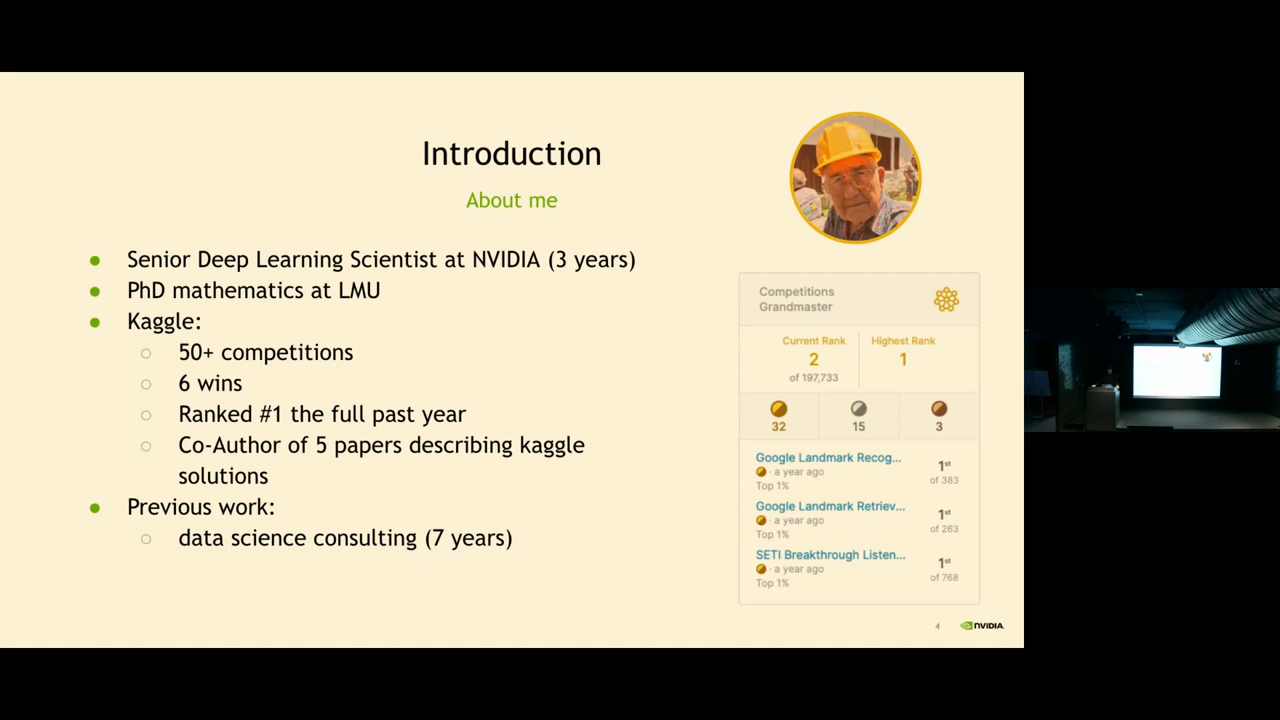 Introduction
About me
Senior Deep Learning Scientist at NVIDIA (3 years)
PhD mathematics at LMU
Kaggle:
50+ competitions
6 wins
Ranked #1 the full past year
Co-Author of 5 papers describing kaggle
solutions
Previous work:
data science consulting (7 years)
Competitions
Grandmaster
Current Rank
2
of 197,733
Highest Rank
1
32
15
3
Google Landmark Recog...
· a year ago
Top 1%
1st
of 383
Google Landmark Retriev...
· a year ago
Top 1%
1st
of 263
SETI Breakthrough Listen...
· a year ago
Top 1%
1st
of 768
4
NVIDIA.